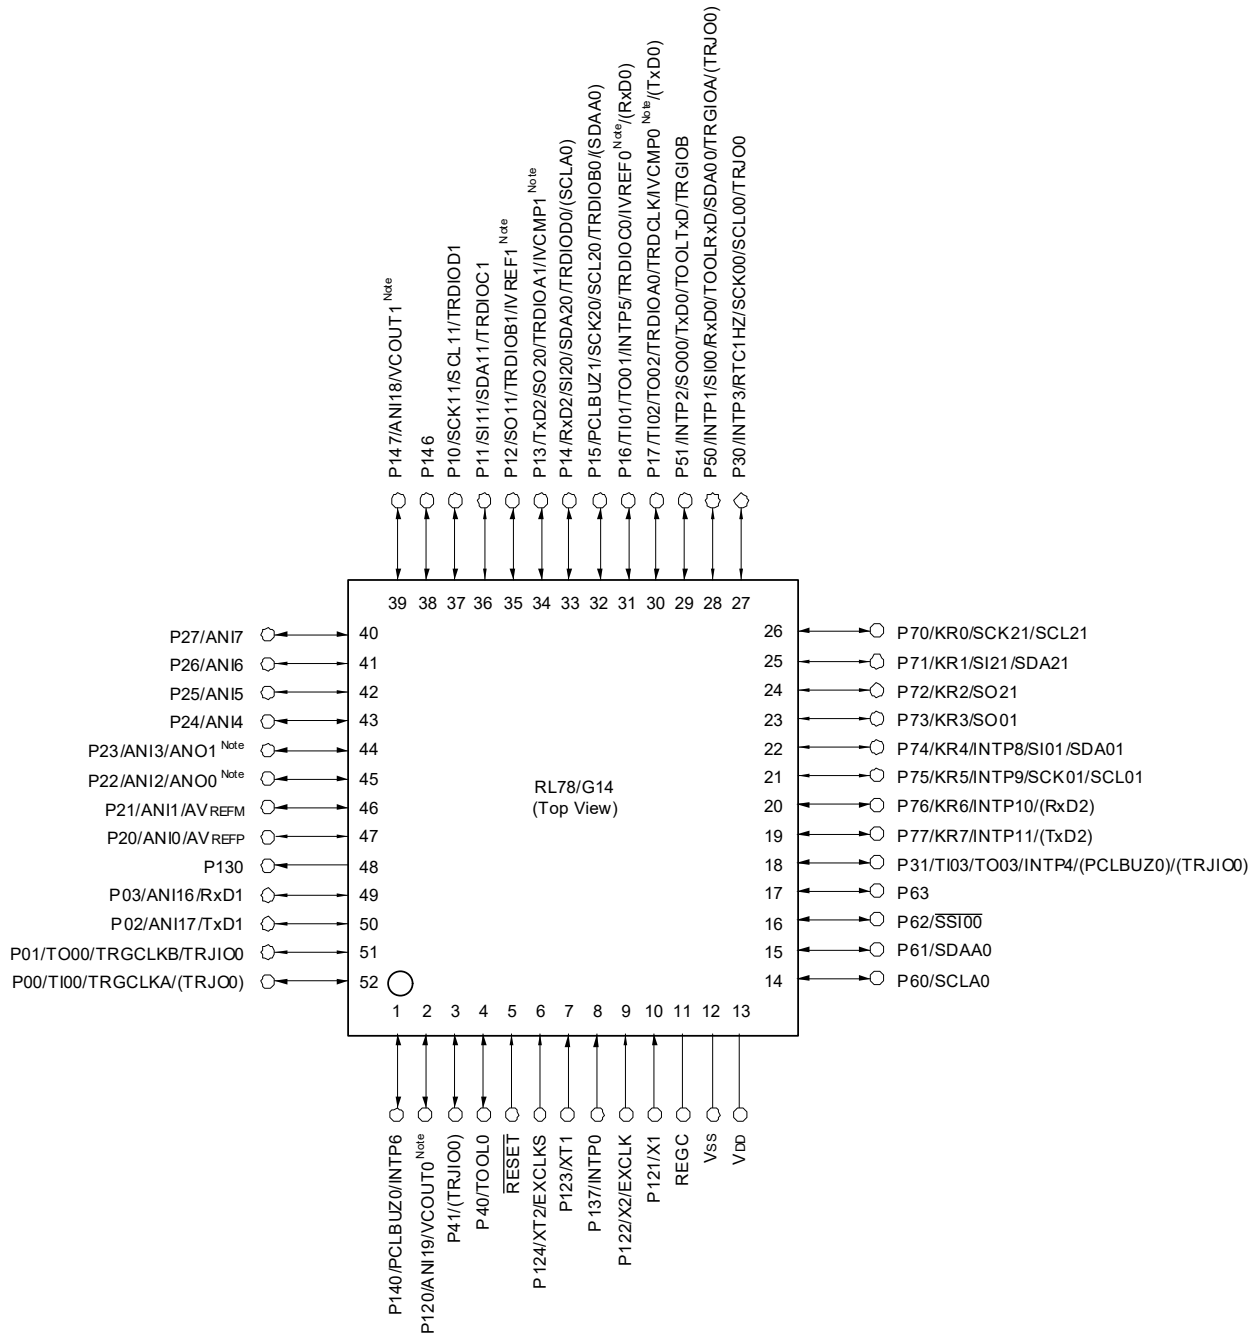 P147/ANI18/VCOUT1 Note
P146
P10/SCK11/SCL11/TRDIOD1
P11/SI11/SDA11/TRDIOC1
P12/SO11/TRDIOB1/IVREF1 Note
P13/TxD2/SO20/TRDIOA1/IVCMP1 Note
P14/RxD2/SI20/SDA20/TRDIOD0/(SCLA0)
P15/PCLBUZ1/SCK20/SCL20/TRDIOB0/(SDAA0)
P16/TI01/TO01/INTP5/TRDIOC0/IVREF0 Note/(RxD0)
P17/TI02/TO02/TRDIOA0/TRDCLK/IVCMP0 Note/(TxD0)
P51/INTP2/SO00/TxD0/TOOLTxD/TRGIOB
P50/INTP1/SI00/RxD0/TOOLRxD/SDA00/TRGIOA/(TRJO0)
P30/INTP3/RTC1HZ/SCK00/SCL00/TRJO0
39 38 37 36 35 34 33 32 31 30 29 28 27
P27/ANI7 40
P26/ANI6 41
P25/ANI5 42
P24/ANI4 43
P23/ANI3/ANO1 Note 44
P22/ANI2/ANO0 Note 45
P21/ANI1/AVREFM 46
P20/ANI0/AVREFP 47
P130 48
P03/ANI16/RxD1 49
P02/ANI17/TxD1 50
P01/TO00/TRGCLKB/TRJIO0 51
P00/TI00/TRGCLKA/(TRJO0) 52
RL78/G14
(Top View)
26 P70/KR0/SCK21/SCL21
25 P71/KR1/SI21/SDA21
24 P72/KR2/SO21
23 P73/KR3/SO01
22 P74/KR4/INTP8/SI01/SDA01
21 P75/KR5/INTP9/SCK01/SCL01
20 P76/KR6/INTP10/(RxD2)
19 P77/KR7/INTP11/(TxD2)
18 P31/TI03/TO03/INTP4/(PCLBUZ0)/(TRJIO0)
17 P63
16 P62/SSI00
15 P61/SDAA0
14 P60/SCLA0
1 2 3 4 5 6 7 8 9 10 11 12 13
P140/PCLBUZ0/INTP6
P120/ANI19/VCOUT0 Note
P41/(TRJIO0)
P40/TOOL0
RESET
P124/XT2/EXCLKS
P123/XT1
P137/INTP0
P122/X2/EXCLK
P121/X1
REGC
VSS
VDD